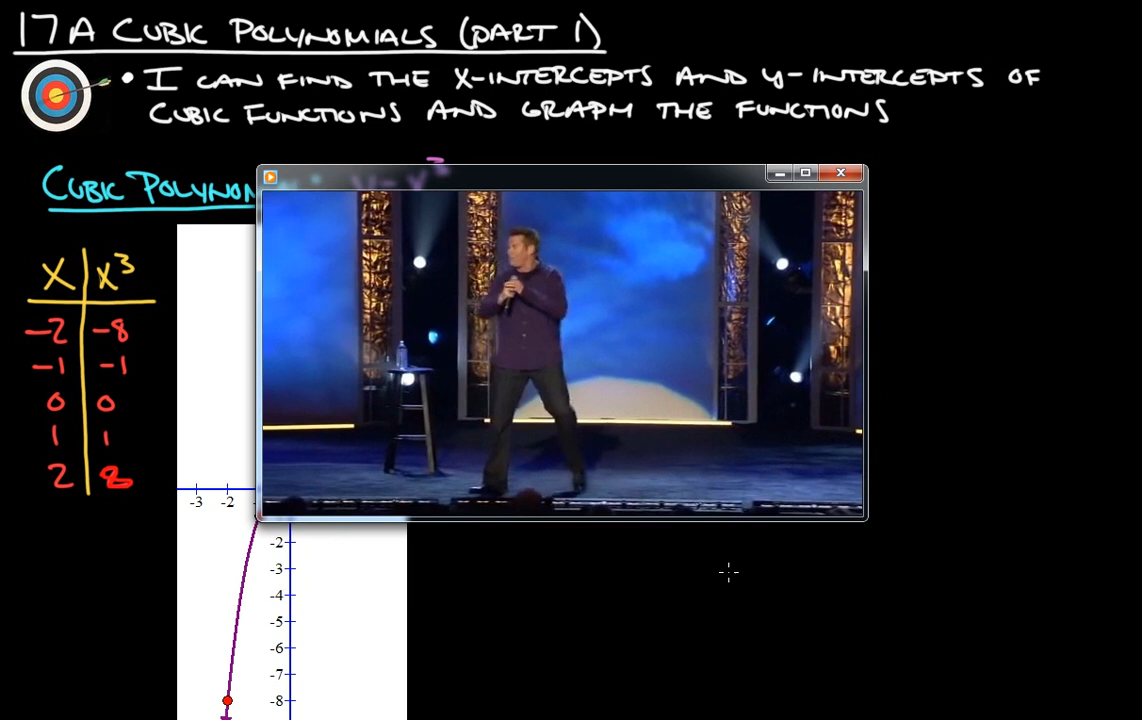 17A CUBIC POLYNOMIALS (PART 1)
• I CAN FIND THE X-INTERCEPTS AND Y-INTERCEPTS OF
CUBIC FUNCTIONS AND GRAPH THE FUNCTIONS
CUBIC
X X³
-2 -8
-1 -1
0 0
1 1
2 8
-3 -2
-2
-3
-4
-5
-6
-7
-8